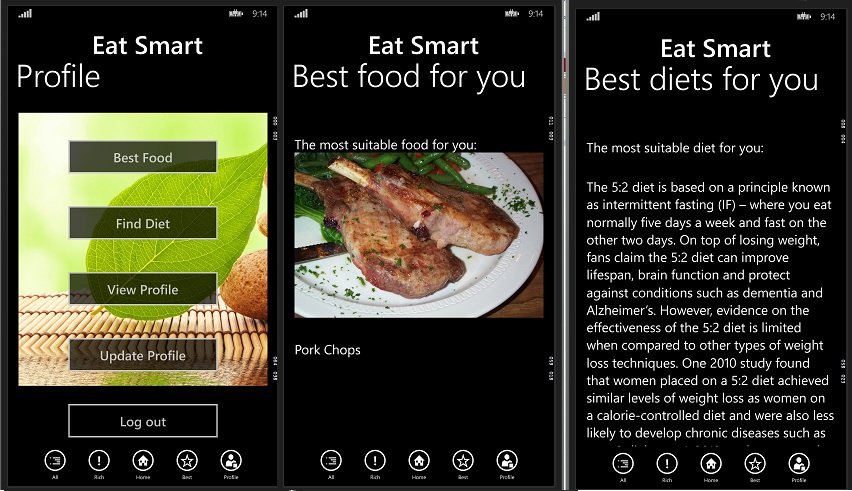 9:14
Eat Smart
Profile
Best Food
Find Diet
View Profile
Update Profile
Log out
All
Rich
Home
Best
Profile
9:14
Eat Smart
Best food for you
The most suitable food for you:
Pork Chops
All
Rich
Home
Best
Profile
9:14
Eat Smart
Best diets for you
The most suitable diet for you:
The 5:2 diet is based on a principle known
as intermittent fasting (IF) – where you eat
normally five days a week and fast on the
other two days. On top of losing weight,
fans claim the 5:2 diet can improve
lifespan, brain function and protect
against conditions such as dementia and
Alzheimer’s. However, evidence on the
effectiveness of the 5:2 diet is limited
when compared to other types of weight
loss techniques. One 2010 study found
that women placed on a 5:2 diet achieved
similar levels of weight loss as women on
a calorie-controlled diet and were also less
likely to develop chronic diseases such as
All
Rich
Home
Best
Profile